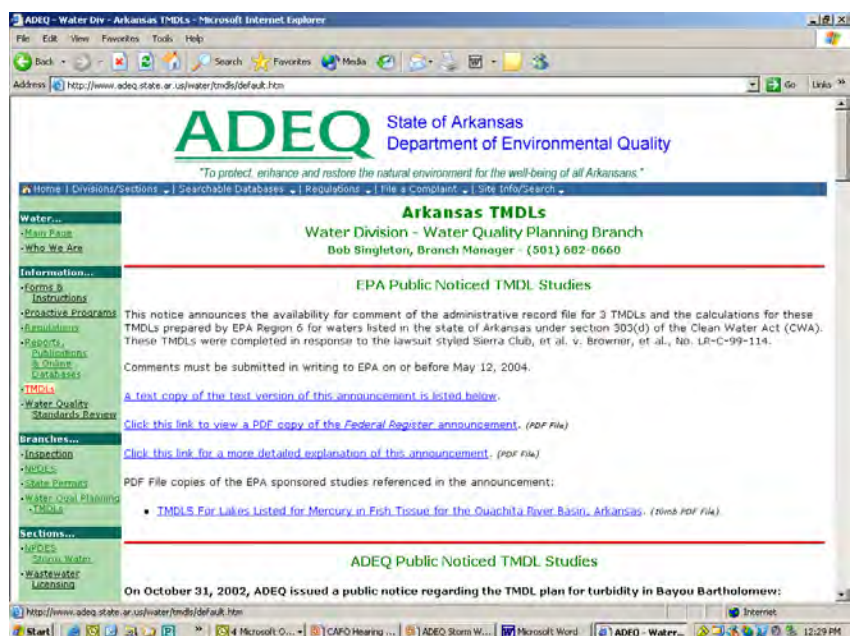 ADEQ - Water Div - Arkansas TMDLs - Microsoft Internet Explorer
File Edit View Favorites Tools Help
Back Search Favorites Media
Address http://www.adeq.state.ar.us/water/tmdls/default.htm Go Links »
ADEQ
State of Arkansas
Department of Environmental Quality
"To protect, enhance and restore the natural environment for the well-being of all Arkansans."
Home | Divisions/Sections | Searchable Databases | Regulations | File a Complaint | Site Info/Search
Water...
·Main Page
·Who We Are
Information...
·Forms &
Instructions
·Proactive Programs
·Regulations
·Reports,
Publications
& Online
Databases
·TMDLs
·Water Quality
Standards Review
Branches...
·Inspection
·NPDES
·State Permits
·Water Qual Planning
·TMDLs
Sections...
·NPDES
Storm Water
·Wastewater
Licensing
Arkansas TMDLs
Water Division - Water Quality Planning Branch
Bob Singleton, Branch Manager - (501) 682-0660
EPA Public Noticed TMDL Studies
This notice announces the availability for comment of the administrative record file for 3 TMDLs and the calculations for these
TMDLs prepared by EPA Region 6 for waters listed in the state of Arkansas under section 303(d) of the Clean Water Act (CWA).
These TMDLs were completed in response to the lawsuit styled Sierra Club, et al. v. Browner, et al., No. LR-C-99-114.
Comments must be submitted in writing to EPA on or before May 12, 2004.
A text copy of the text version of this announcement is listed below.
Click this link to view a PDF copy of the Federal Register announcement. (PDF File)
Click this link for a more detailed explanation of this announcement. (PDF File)
PDF File copies of the EPA sponsored studies referenced in the announcement:
• TMDLS For Lakes Listed for Mercury in Fish Tissue for the Ouachita River Basin, Arkansas. (PDF File)
ADEQ Public Noticed TMDL Studies
On October 31, 2002, ADEQ issued a public notice regarding the TMDL plan for turbidity in Bayou Bartholomew:
http://www.adeq.state.ar.us/water/tmdls/default.htm Internet
Start » 4 Microsoft O... CAFO Hearing ... ADEQ Storm W... Microsoft Word ADEQ - Water... 12:29 PM